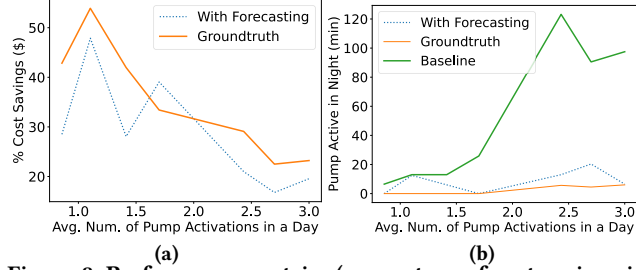 % Cost Savings ($)
50
40
30
20
With Forecasting
Groundtruth
1.0 1.5 2.0 2.5 3.0
Avg. Num. of Pump Activations in a Day
(a)
Pump Active in Night (min)
120
100
80
60
40
20
0
With Forecasting
Groundtruth
Baseline
1.0 1.5 2.0 2.5 3.0
Avg. Num. of Pump Activations in a Day
(b)